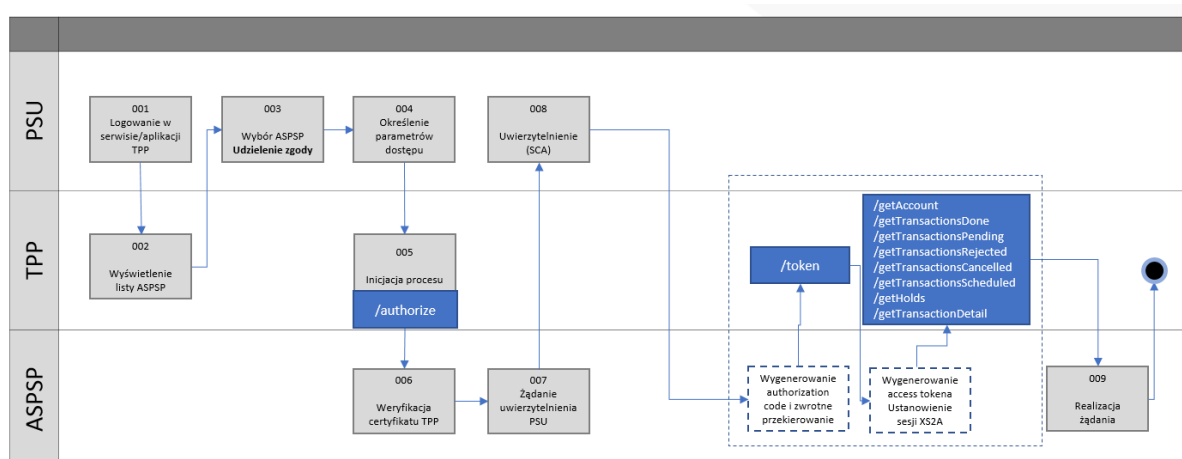 PSU
001
Logowanie w
serwisie/aplikacji
TPP
003
Wybór ASPSP
Udzielenie zgody
004
Określenie
parametrów
dostępu
008
Uwierzytelnienie
(SCA)
TPP
002
Wyświetlenie
listy ASPSP
005
Inicjacja procesu
/authorize
/token
/getAccount
/getTransactionsDone
/getTransactionsPending
/getTransactionsRejected
/getTransactionsCancelled
/getTransactionsScheduled
/getHolds
/getTransactionDetail
ASPSP
006
Weryfikacja
certyfikatu TPP
007
Żądanie
uwierzytelnienia
PSU
Wygenerowanie
authorization
code i zwrotne
przekierowanie
Wygenerowanie
access tokena
Ustanowienie
sesji XS2A
009
Realizacja
żądania